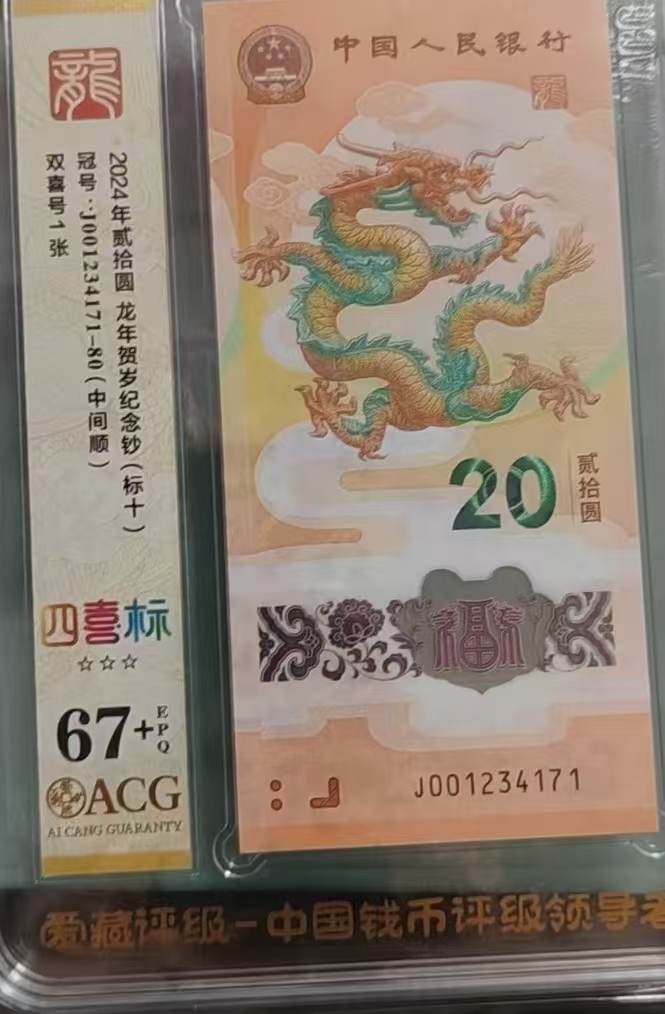 龍
2024年贰拾圆 龙年贺岁纪念钞(标十)
冠号:J001234171-80(中间顺)
双喜号1张
四喜标
☆☆☆
67+EPQ
ACG
AI CANG GUARANTY
中国人民银行
龍
20
贰拾圆
福
J001234171
爱藏评级-中国钱币评级领导者